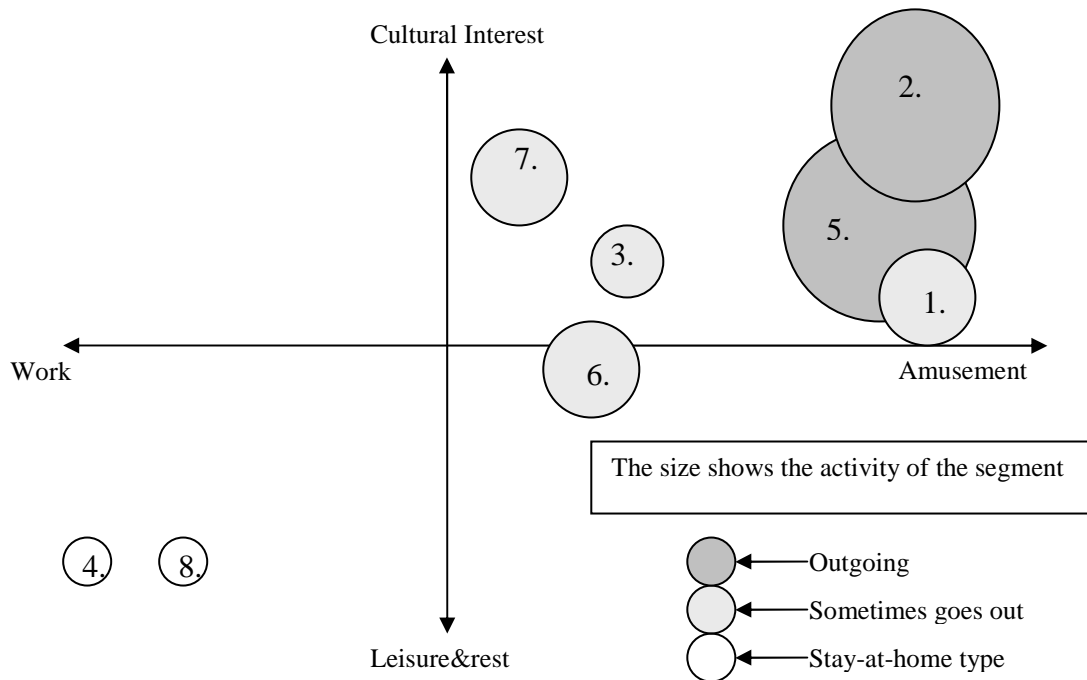 Cultural Interest
2.
7.
5.
3.
1.
Work
Amusement
6.
The size shows the activity of the segment
4.
8.
Outgoing
Sometimes goes out
Leisure&rest
Stay-at-home type